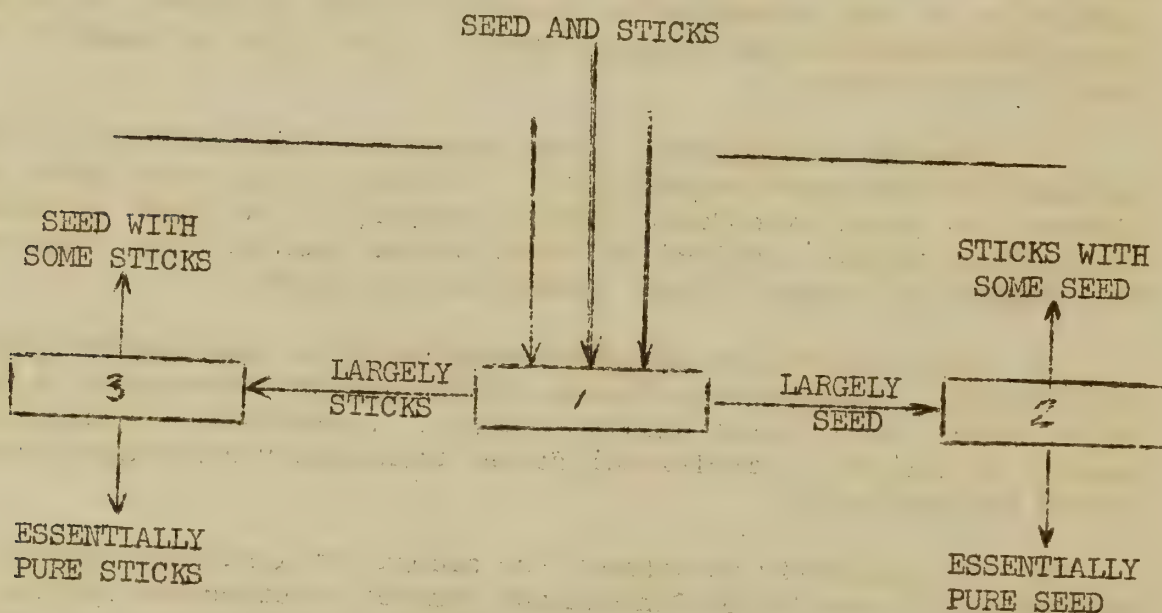 SEED AND STICKS
SEED WITH
SOME STICKS
STICKS WITH
SOME SEED
3
LARGELY
STICKS
1
LARGELY
SEED
2
ESSENTIALLY
PURE STICKS
ESSENTIALLY
PURE SEED